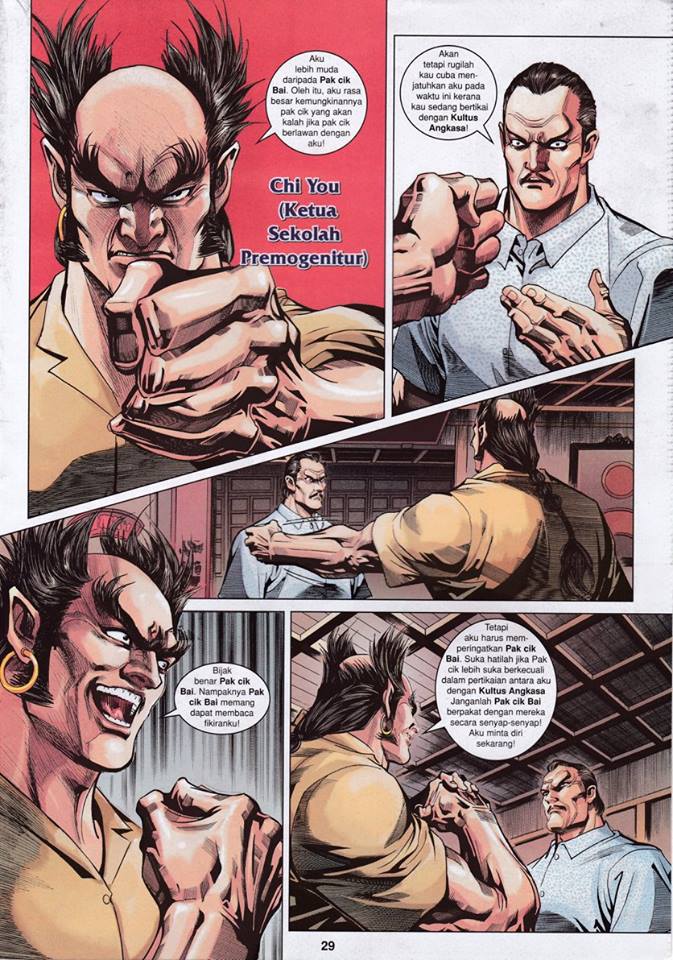 Aku
lebih muda
daripada Pak cik
Bai. Oleh itu, aku rasa
besar kemungkinannya
pak cik yang akan
kalah jika pak cik
berlawan dengan
aku!
Chi You
(Ketua
Sekolah
Premogenitur)
Akan
tetapi rugilah
kau cuba men-
jatuhkan aku pada
waktu ini kerana
kau sedang bertikai
dengan Kultus
Angkasa!
Bijak
benar Pak cik
Bai. Nampaknya Pak
cik Bai memang
dapat membaca
fikiranku!
Tetapi
aku harus mem-
peringatkan Pak cik
Bai. Suka hatilah jika Pak
cik lebih suka berkecuali
dalam pertikaian antara aku
dengan Kultus Angkasa
Janganlah Pak cik Bai
berpakat dengan mereka
secara senyap-senyap!
Aku minta diri
sekarang!
29